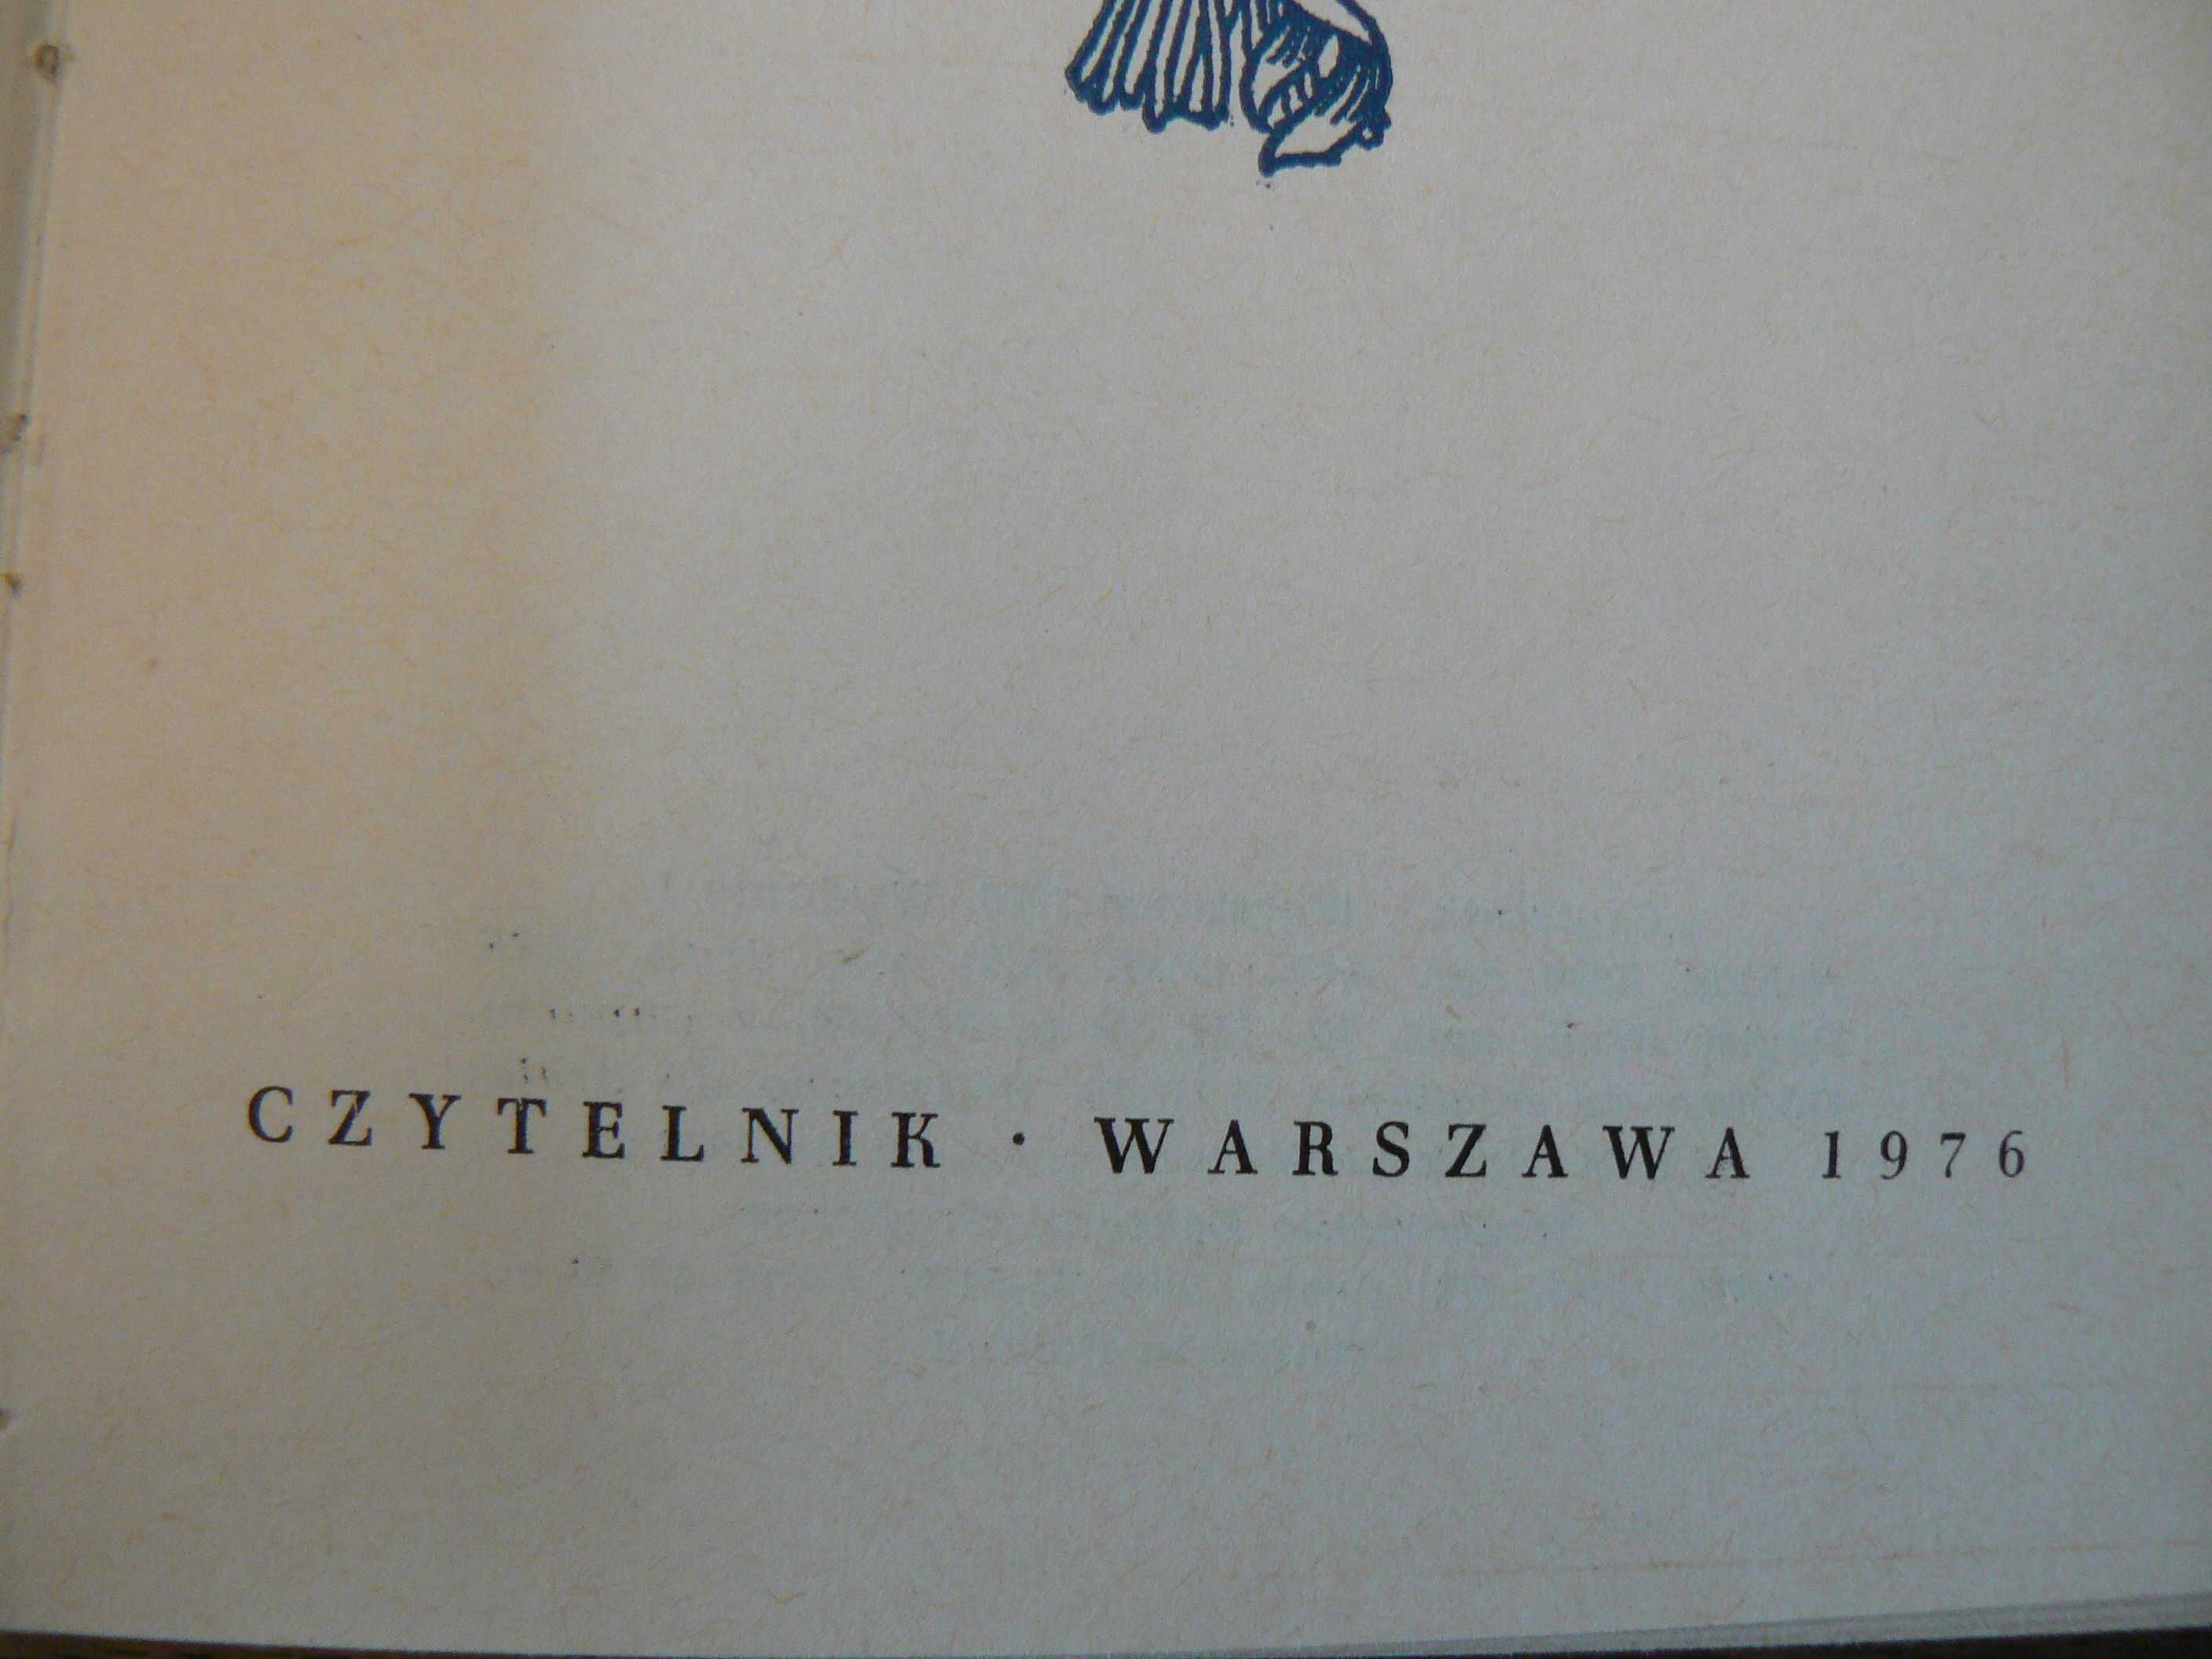 CZYTELNIK · WARSZAWA 1976